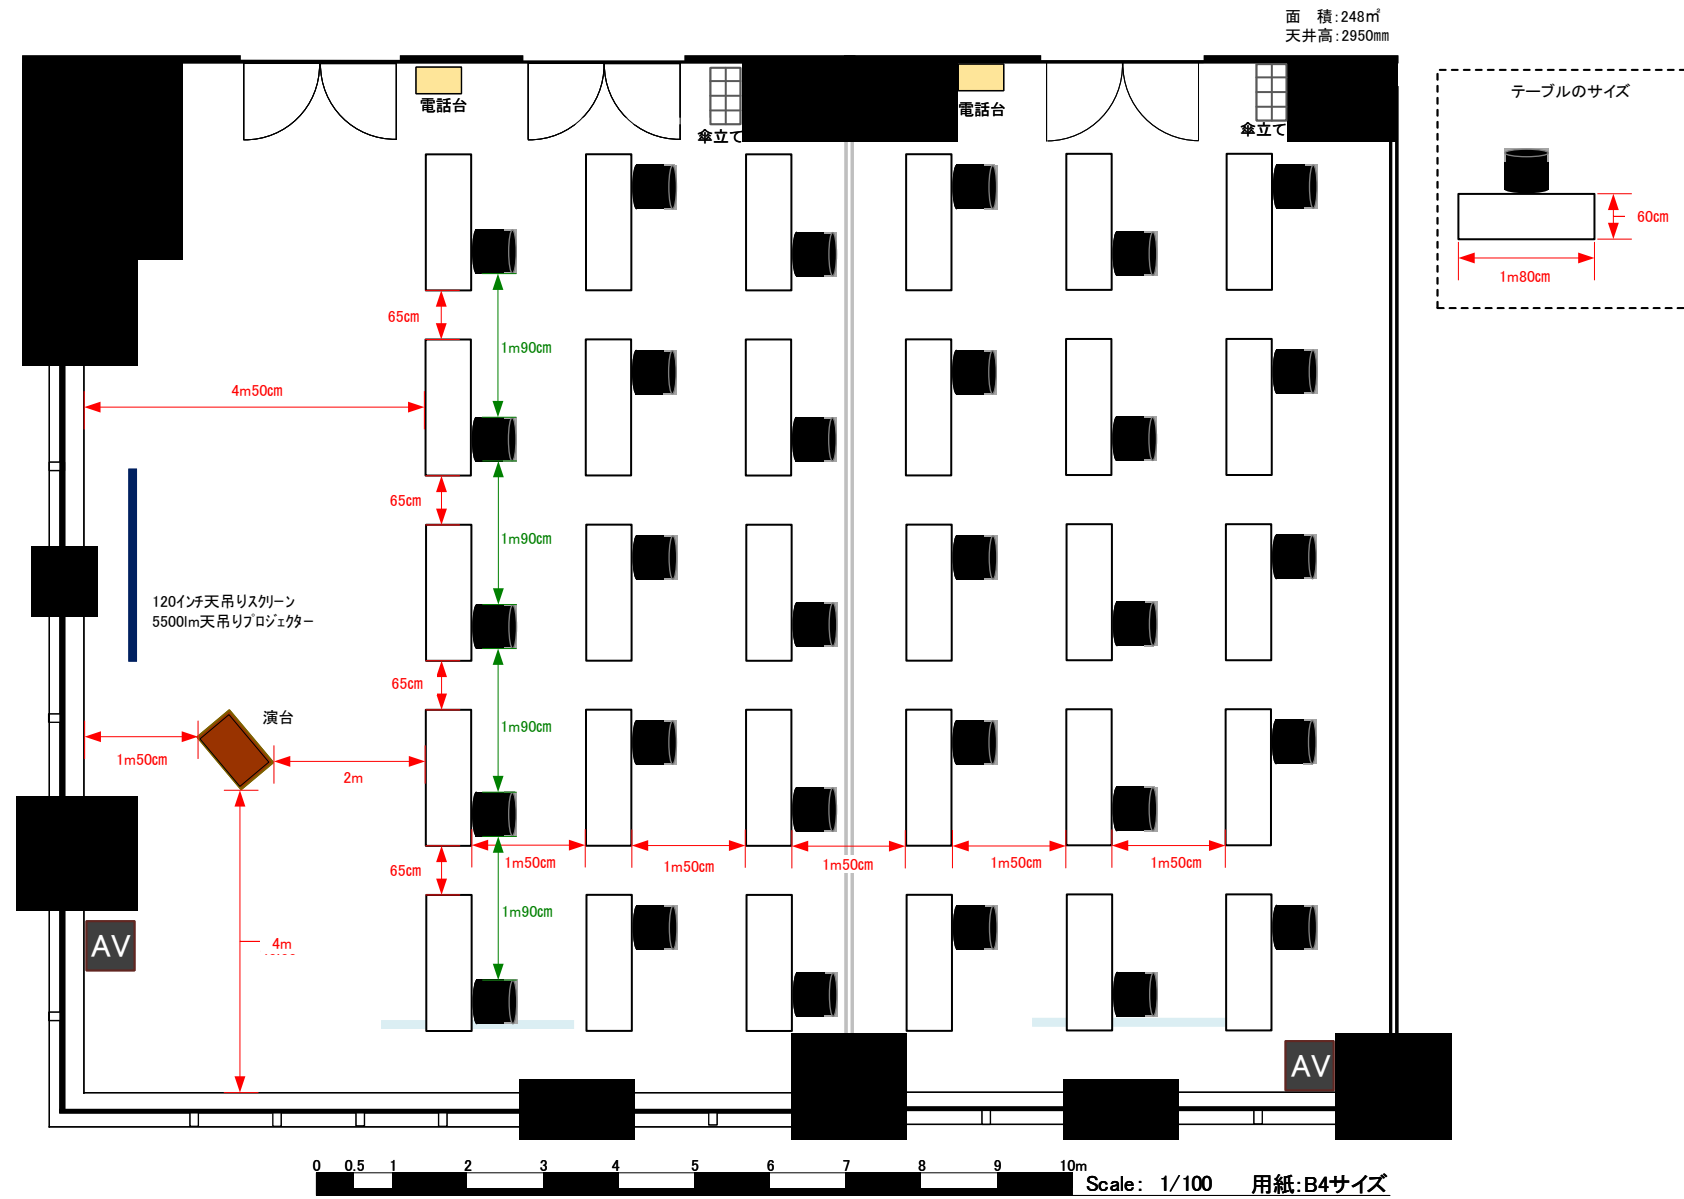 面　積:248㎡
天井高:2950mm
テーブルのサイズ
60cm
1m80cm
電話台
傘立て
電話台
傘立て
65cm
1m90cm
4m50cm
65cm
1m90cm
120インチ天吊りスクリーン
5500lm天吊りプロジェクター
65cm
演台
1m50cm
2m
1m90cm
65cm
1m50cm
1m50cm
1m50cm
1m50cm
1m50cm
1m90cm
AV
4m
AV
0 0.5 1 2 3 4 5 6 7 8 9 10m
Scale: 1/100 用紙:B4サイズ